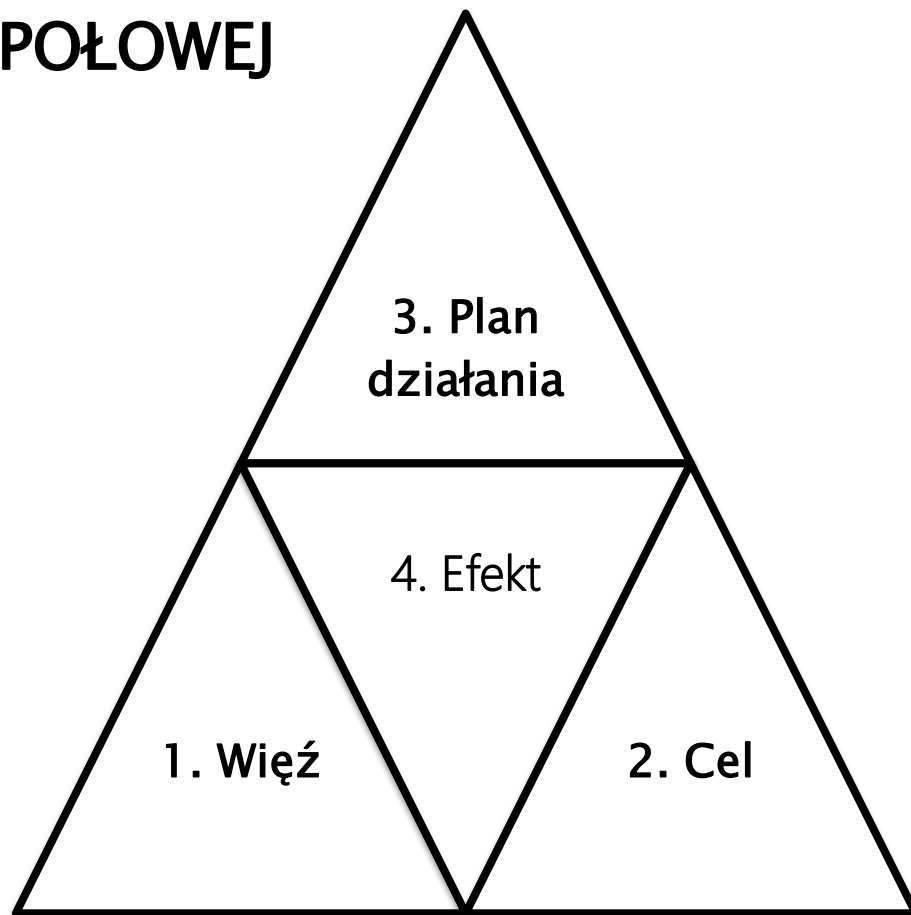 POŁOWEJ
3. Plan
działania
4. Efekt
1. Więź
2. Cel